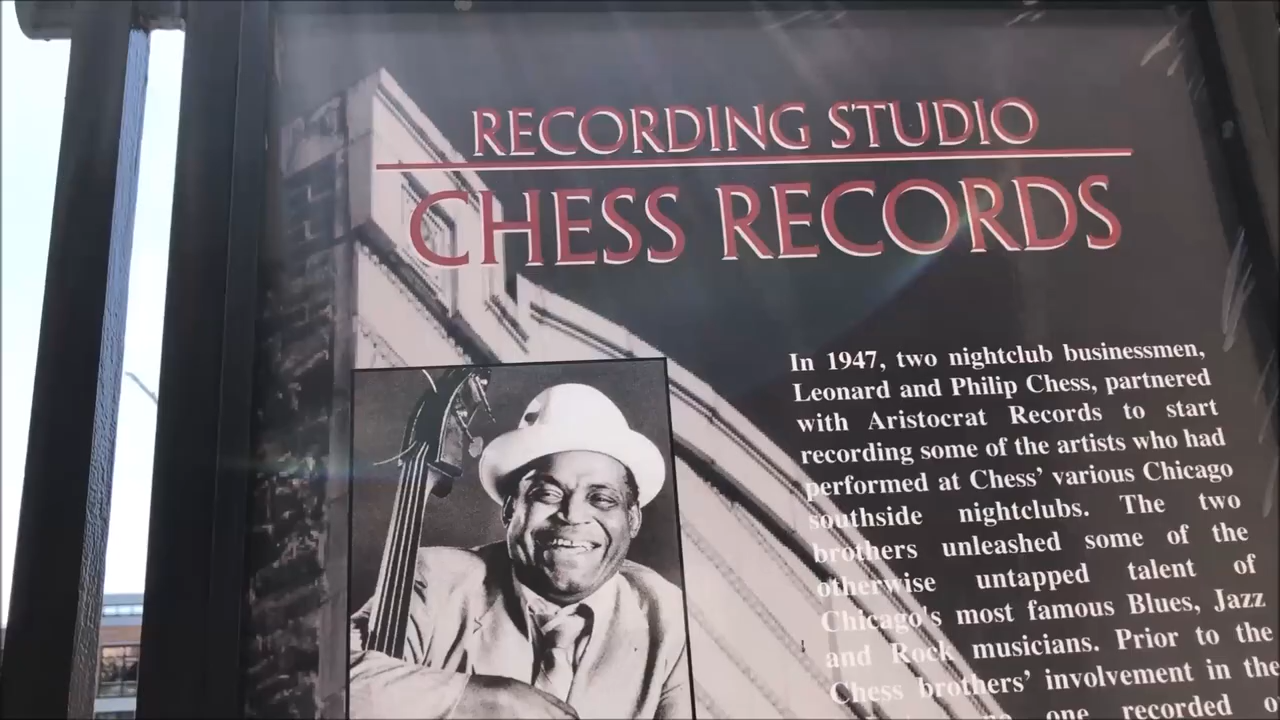 RECORDING STUDIO
CHESS RECORDS
In 1947, two nightclub businessmen,
Leonard and Philip Chess, partnered
with Aristocrat Records to start
recording some of the artists who had
performed at Chess' various Chicago
southside nightclubs. The two
brothers unleashed some of the
otherwise untapped talent of
Chicago's most famous Blues, Jazz
and Rock musicians. Prior to the
Chess brothers' involvement in the
no one recorded